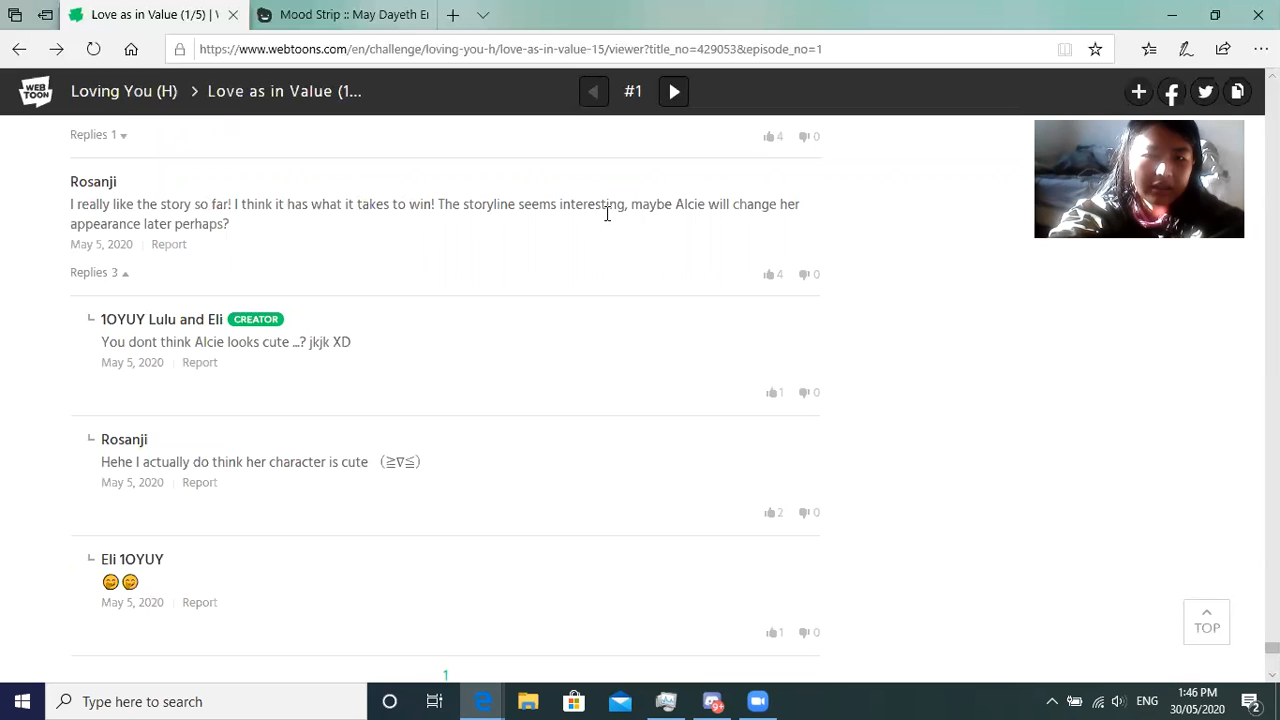 Love as in Value (1/5) | W
Mood Strip :: May Dayeth Er
https://www.webtoons.com/en/challenge/loving-you-h/love-as-in-value-15/viewer?title_no=429053&episode_no=1
WEB TOON
Loving You (H) > Love as in Value (1...
#1
Replies 1
4 0
Rosanji
I really like the story so far! I think it has what it takes to win! The storyline seems interesting, maybe Alcie will change her
appearance later perhaps?
May 5, 2020 | Report
Replies 3
4 0
1OYUY Lulu and Eli CREATOR
You dont think Alcie looks cute ...? jkjk XD
May 5, 2020 | Report
1 0
Rosanji
Hehe I actually do think her character is cute (≧∇≦)
May 5, 2020 | Report
2 0
Eli 1OYUY
😊😊
May 5, 2020 | Report
1 0
1
TOP
Type here to search
9+
ENG
1:46 PM
30/05/2020
2